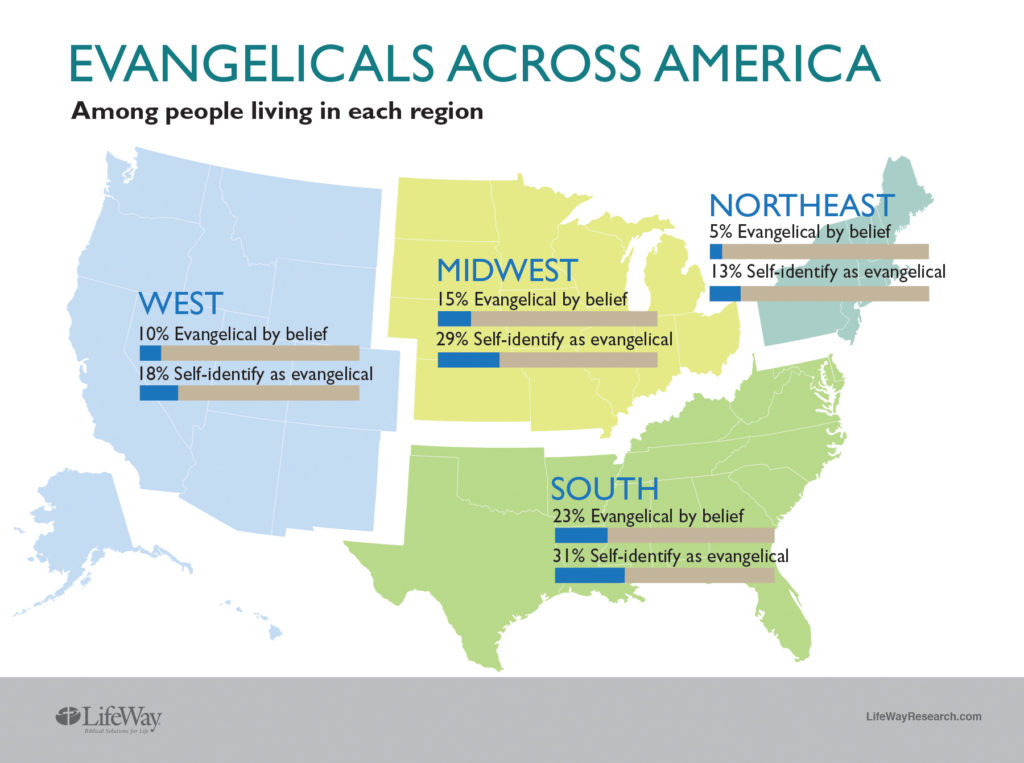 EVANGELICALS ACROSS AMERICA
Among people living in each region
NORTHEAST
5% Evangelical by belief
13% Self-identify as evangelical
MIDWEST
15% Evangelical by belief
29% Self-identify as evangelical
WEST
10% Evangelical by belief
18% Self-identify as evangelical
SOUTH
23% Evangelical by belief
31% Self-identify as evangelical
LifeWay
Biblical Solutions for Life
LifeWayResearch.com